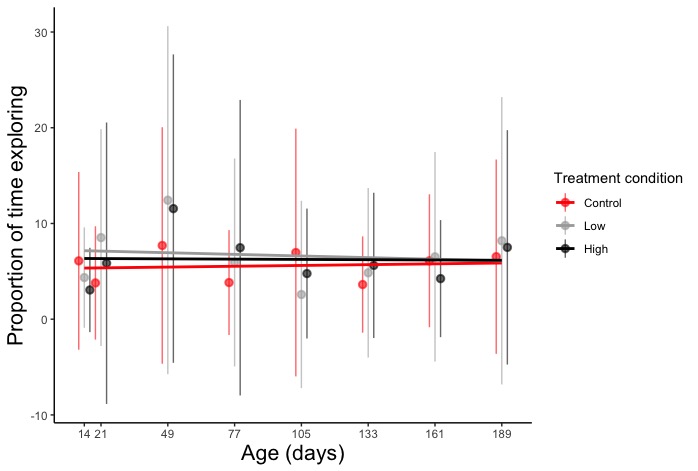 Proportion of time exploring
30
20
10
0
-10
14 21 49 77 105 133 161 189
Age (days)
Treatment condition
Control
Low
High